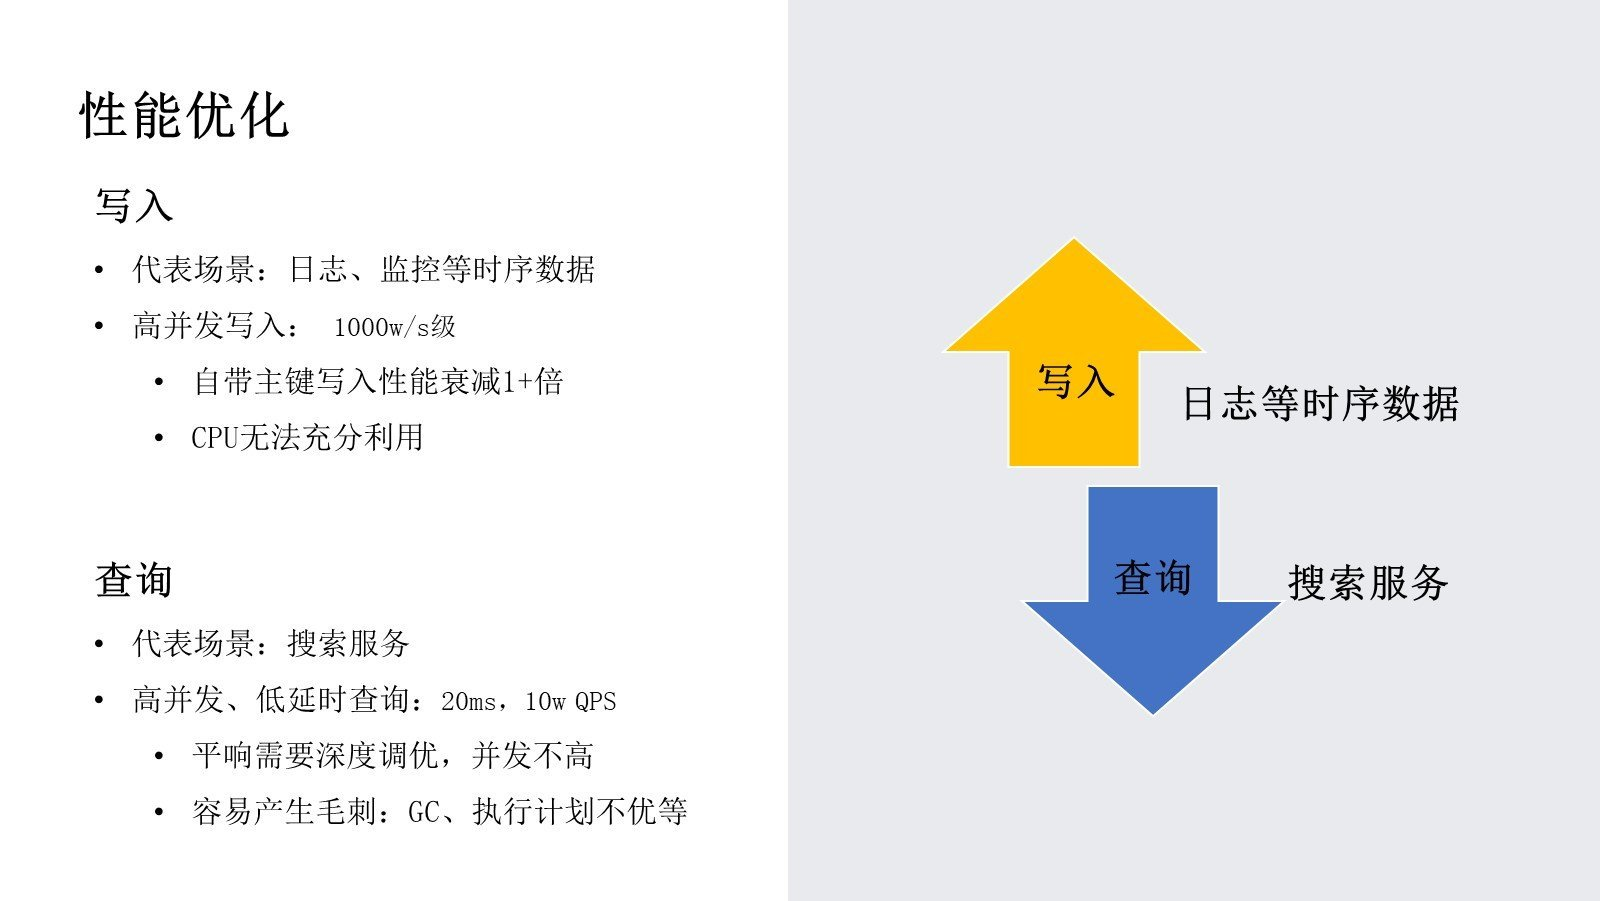 性能优化
写入
• 代表场景：日志、监控等时序数据
• 高并发写入： 1000w/s级
• 自带主键写入性能衰减1+倍
• CPU无法充分利用
查询
• 代表场景：搜索服务
• 高并发、低延时查询：20ms，10w QPS
• 平响需要深度调优，并发不高
• 容易产生毛刺：GC、执行计划不优等
写入
日志等时序数据
查询
搜索服务